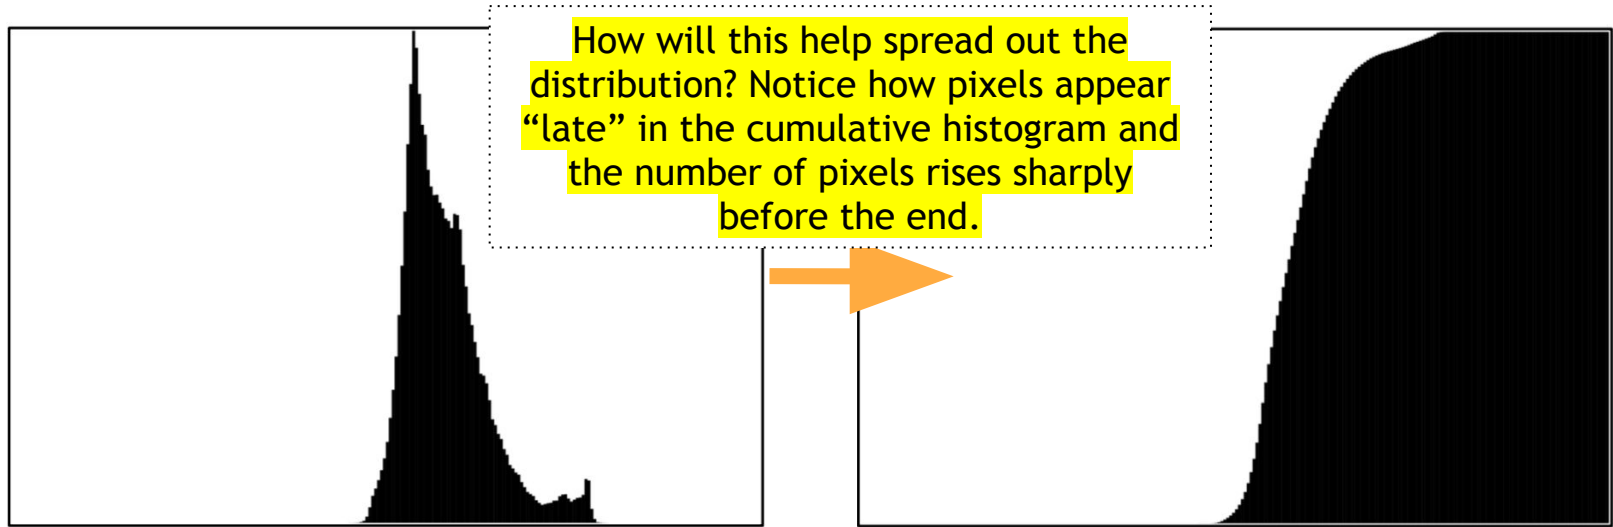 How will this help spread out the
distribution? Notice how pixels appear
“late” in the cumulative histogram and
the number of pixels rises sharply
before the end.